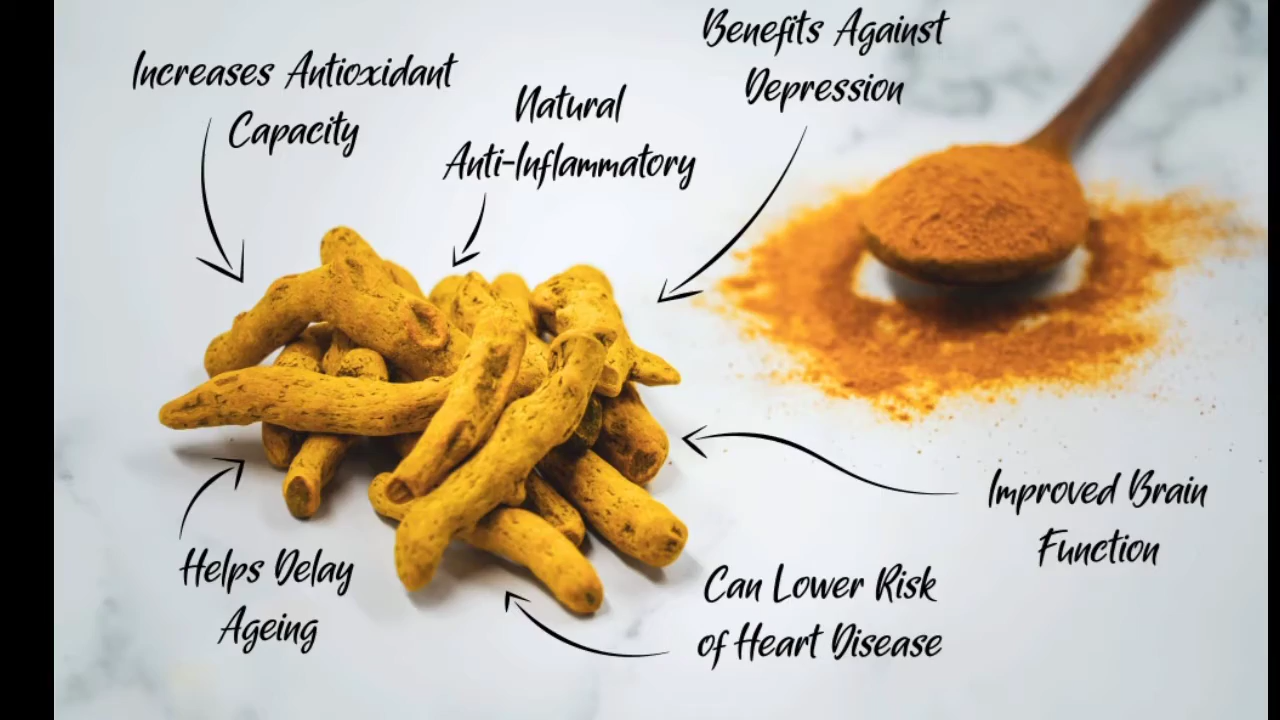 Increases Antioxidant
Capacity
Natural
Anti-Inflammatory
Benefits Against
Depression
Helps Delay
Ageing
Can Lower Risk
of Heart Disease
Improved Brain
Function